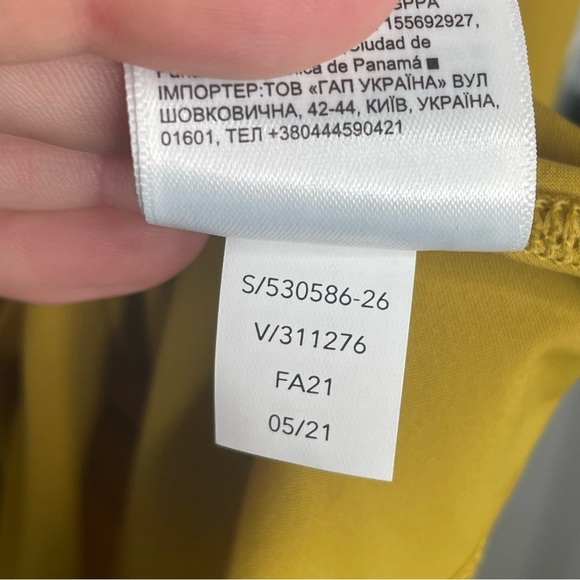 155692927,
Ciudad de
de Panamá ■
ІМПОРТЕР:ТОВ «ГАП УКРАЇНА» ВУЛ
ШОВКОВИЧНА, 42-44, КИЇВ, УКРАЇНА,
01601, ТЕЛ +380444590421
S/530586-26
V/311276
FA21
05/21